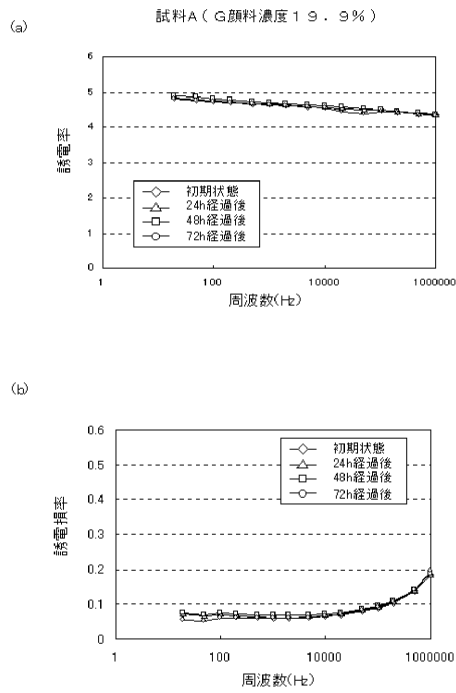 試料A(G顔料濃度19.9%)
(a)
6
5
4
3
2
1
0
誘電率
初期状態
24h経過後
48h経過後
72h経過後
1
100
10000
1000000
周波数(Hz)
(b)
0.6
0.5
0.4
0.3
0.2
0.1
0
誘電損率
初期状態
24h経過後
48h経過後
72h経過後
1
100
10000
1000000
周波数(Hz)